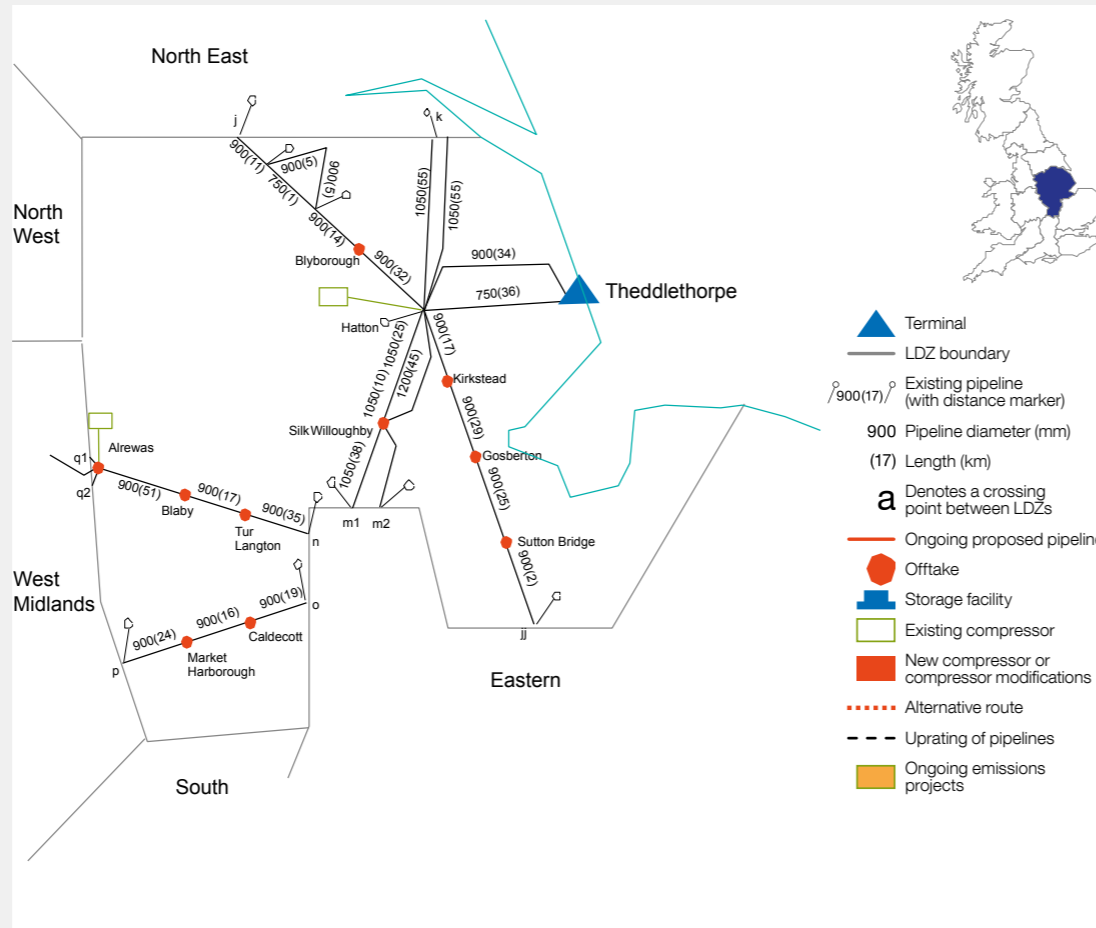 North East
j
k
900(11)
900(5)
900(5)
750(1)
900(14)
1050(55)
1050(55)
North
West
Blyborough
900(32)
900(34)
750(36)
Theddlethorpe
Hatton
900(17)
1050(25)
1050(10)
1200(45)
Kirkstead
Silk Willoughby
900(29)
Gosberton
1050(38)
900(25)
Alrewas
q1
q2
900(51)
900(17)
900(35)
Blaby
Tur
Langton
n
m1
m2
Sutton Bridge
900(2)
jj
West
Midlands
900(19)
o
900(16)
900(24)
Caldecott
Market
Harborough
p
Eastern
South
Terminal
LDZ boundary
900(17)
Existing pipeline
(with distance marker)
900 Pipeline diameter (mm)
(17) Length (km)
a Denotes a crossing
point between LDZs
Ongoing proposed pipeline
Offtake
Storage facility
Existing compressor
New compressor or
compressor modifications
Alternative route
Uprating of pipelines
Ongoing emissions
projects